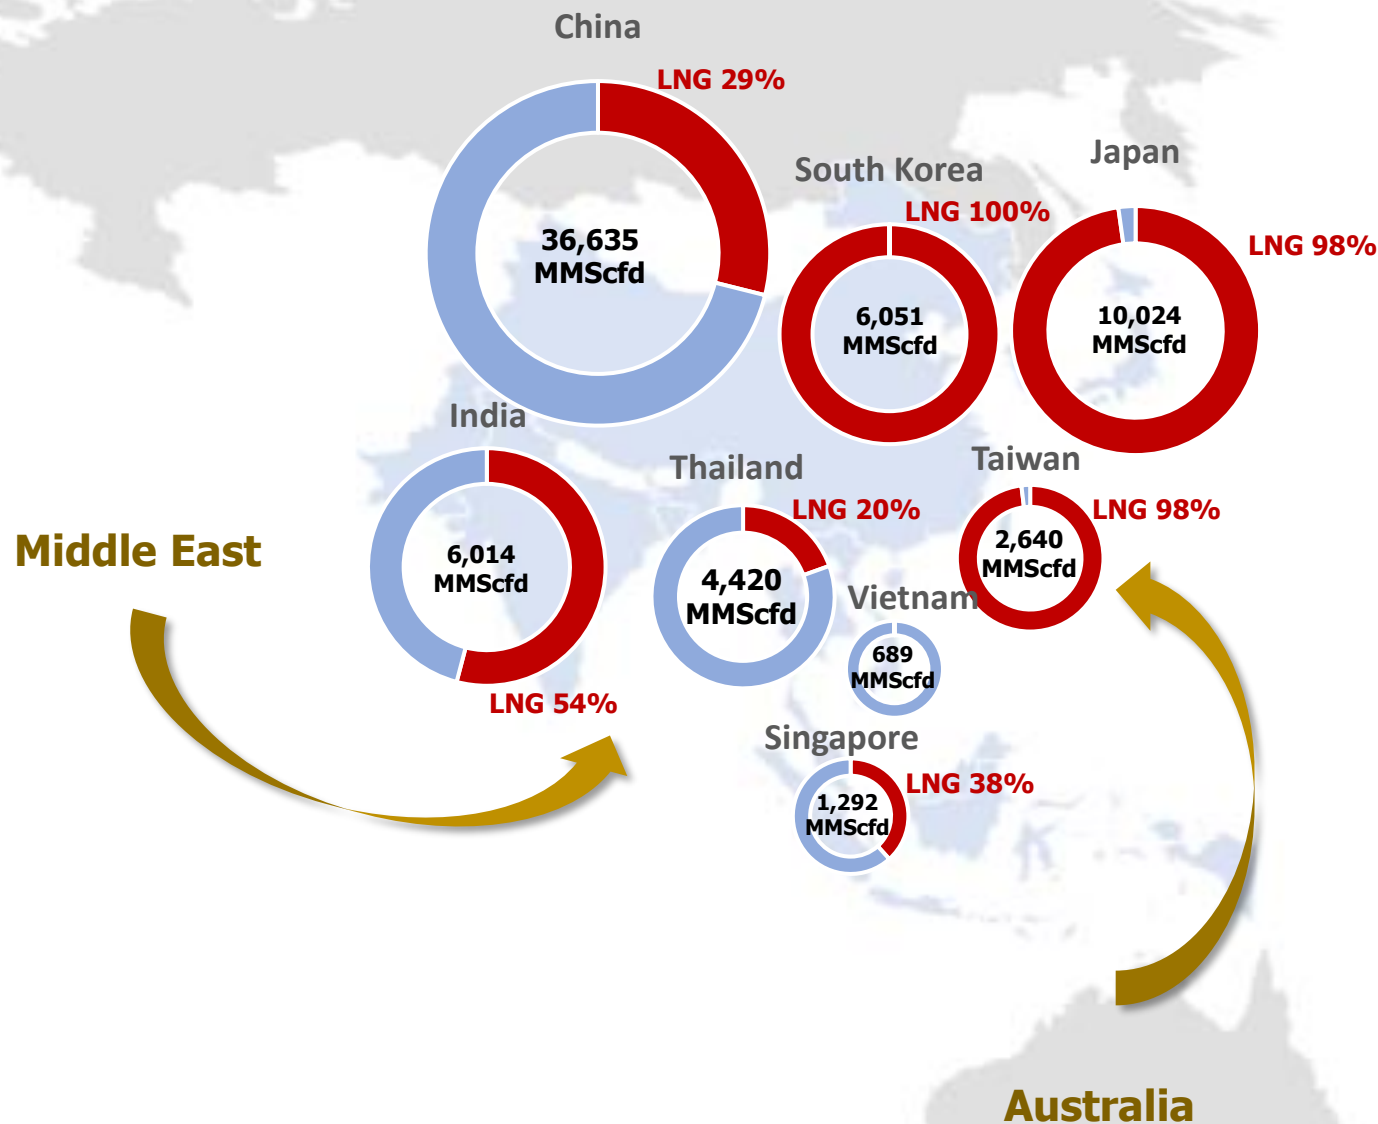 China
LNG 29%
36,635
MMScfd
South Korea
LNG 100%
6,051
MMScfd
Japan
LNG 98%
10,024
MMScfd
India
6,014
MMScfd
LNG 54%
Thailand
LNG 20%
4,420
MMScfd
Taiwan
LNG 98%
2,640
MMScfd
Middle East
Vietnam
689
MMScfd
Singapore
LNG 38%
1,292
MMScfd
Australia